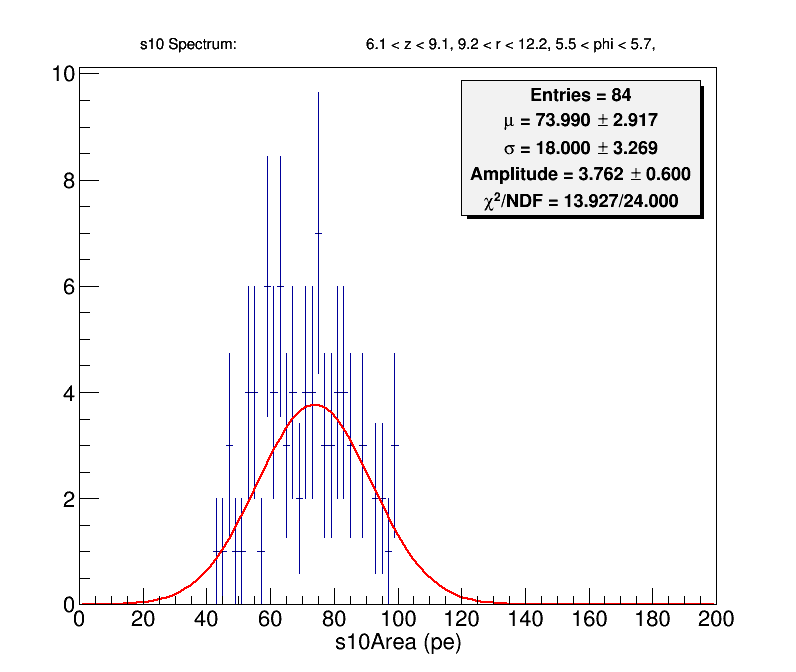 s10 Spectrum: 6.1 < z < 9.1, 9.2 < r < 12.2, 5.5 < phi < 5.7,
Entries = 84
μ = 73.990 ± 2.917
σ = 18.000 ± 3.269
Amplitude = 3.762 ± 0.600
χ²/NDF = 13.927/24.000
10
8
6
4
2
0
0 20 40 60 80 100 120 140 160 180 200
s10Area (pe)